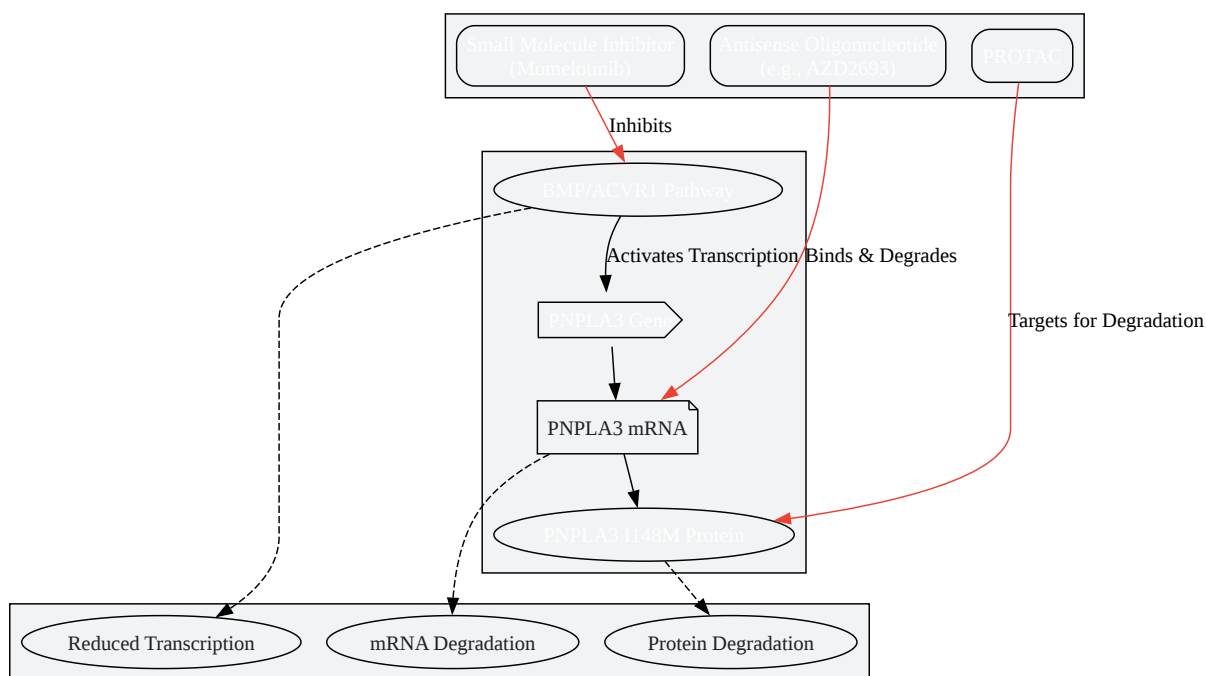 Small Molecule Inhibitor
(Momelotinib)
Antisense Oligonucleotide
(e.g., AZD2693)
PROTAC
Inhibits
BMP/ACVR1 Pathway
Activates Transcription
Binds & Degrades
PNPLA3 Gene
Targets for Degradation
PNPLA3 mRNA
PNPLA3 I148M Protein
Reduced Transcription
mRNA Degradation
Protein Degradation